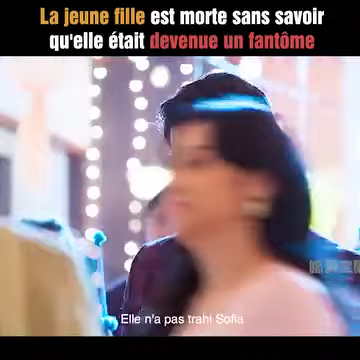 La jeune fille est morte sans savoir
qu'elle était devenue un fantôme
Elle n'a pas trahi Sofia